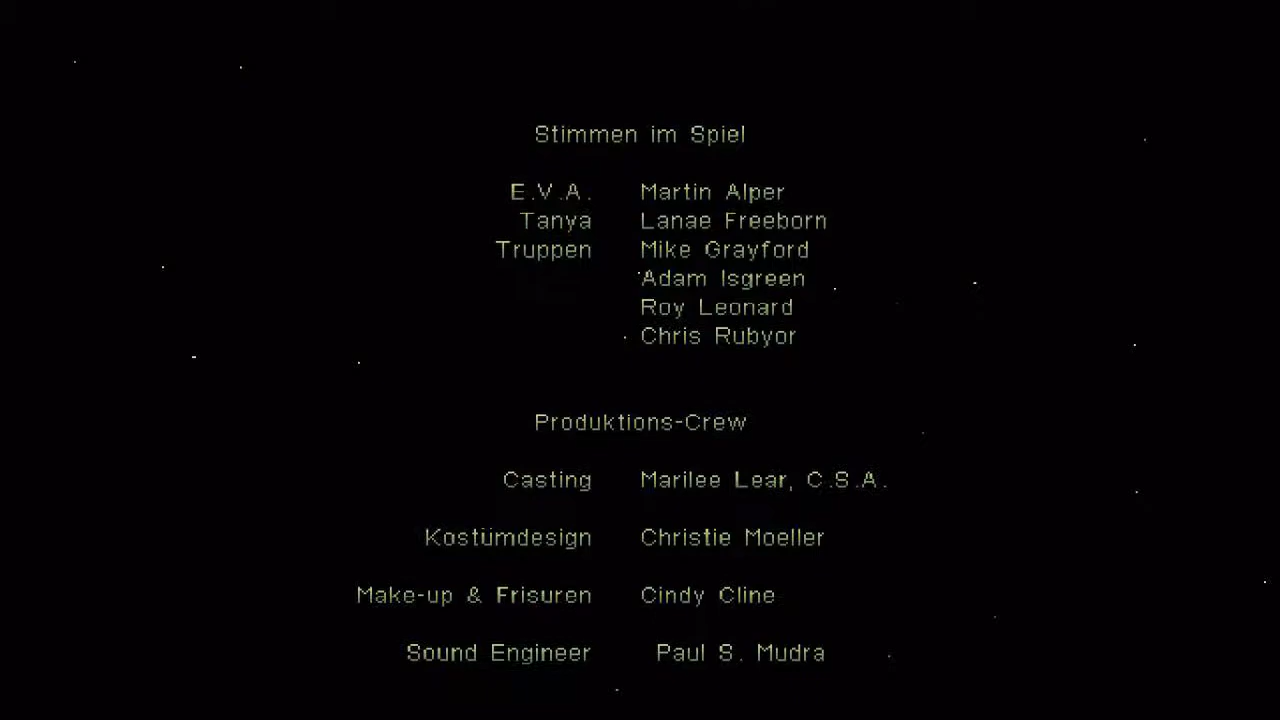 Stimmen im Spiel
E.V.A. Martin Alper
Tanya Lanae Freeborn
Truppen Mike Grayford
Adam Isgreen
Roy Leonard
Chris Rubyor
Produktions-Crew
Casting Marilee Lear, C.S.A.
Kostümdesign Christie Moeller
Make-up & Frisuren Cindy Cline
Sound Engineer Paul S. Mudra